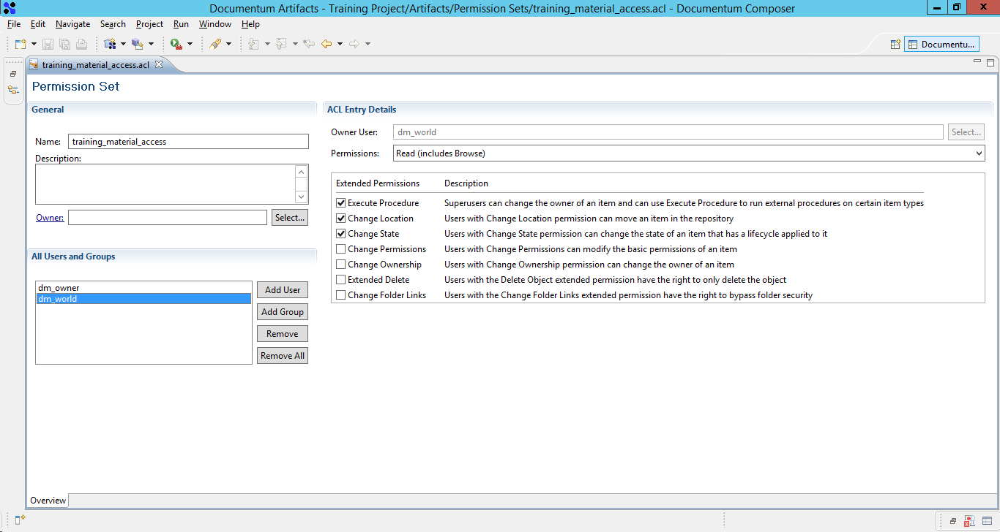 Documentum Artifacts - Training Project/Artifacts/Permission Sets/training_material_access.acl - Documentum Composer
File Edit Navigate Search Project Run Window Help
Documentu...
training_material_access.acl
Permission Set
General
Name: training_material_access
Description:
Owner: Select...
All Users and Groups
dm_owner
dm_world
Add User
Add Group
Remove
Remove All
ACL Entry Details
Owner User: dm_world Select...
Permissions: Read (includes Browse)
Extended Permissions Description
Execute Procedure Superusers can change the owner of an item and can use Execute Procedure to run external procedures on certain item types
Change Location Users with Change Location permission can move an item in the repository
Change State Users with Change State permission can change the state of an item that has a lifecycle applied to it
Change Permissions Users with Change Permissions can modify the basic permissions of an item
Change Ownership Users with Change Ownership permission can change the owner of an item
Extended Delete Users with the Delete Object extended permission have the right to only delete the object
Change Folder Links Users with the Change Folder Links extended permission have the right to bypass folder security
Overview